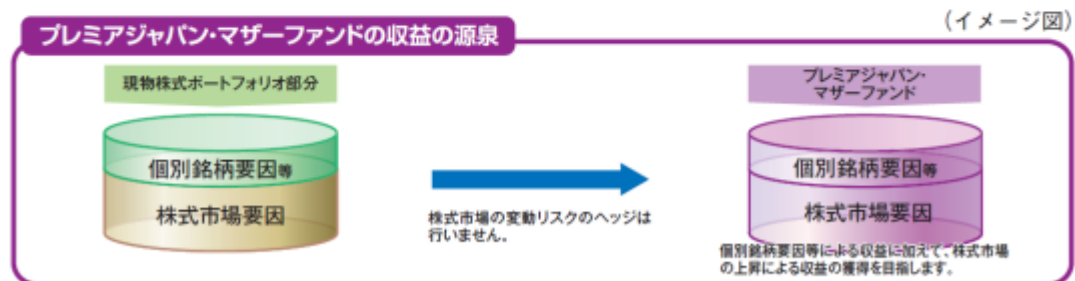 (イメージ図)
プレミアジャパン・マザーファンドの収益の源泉
現物株式ポートフォリオ部分
個別銘柄要因等
株式市場要因
株式市場の変動リスクのヘッジは
行いません。
プレミアジャパン・
マザーファンド
個別銘柄要因等
株式市場要因
個別銘柄要因等による収益に加えて、株式市場
の上昇による収益の獲得を目指します。